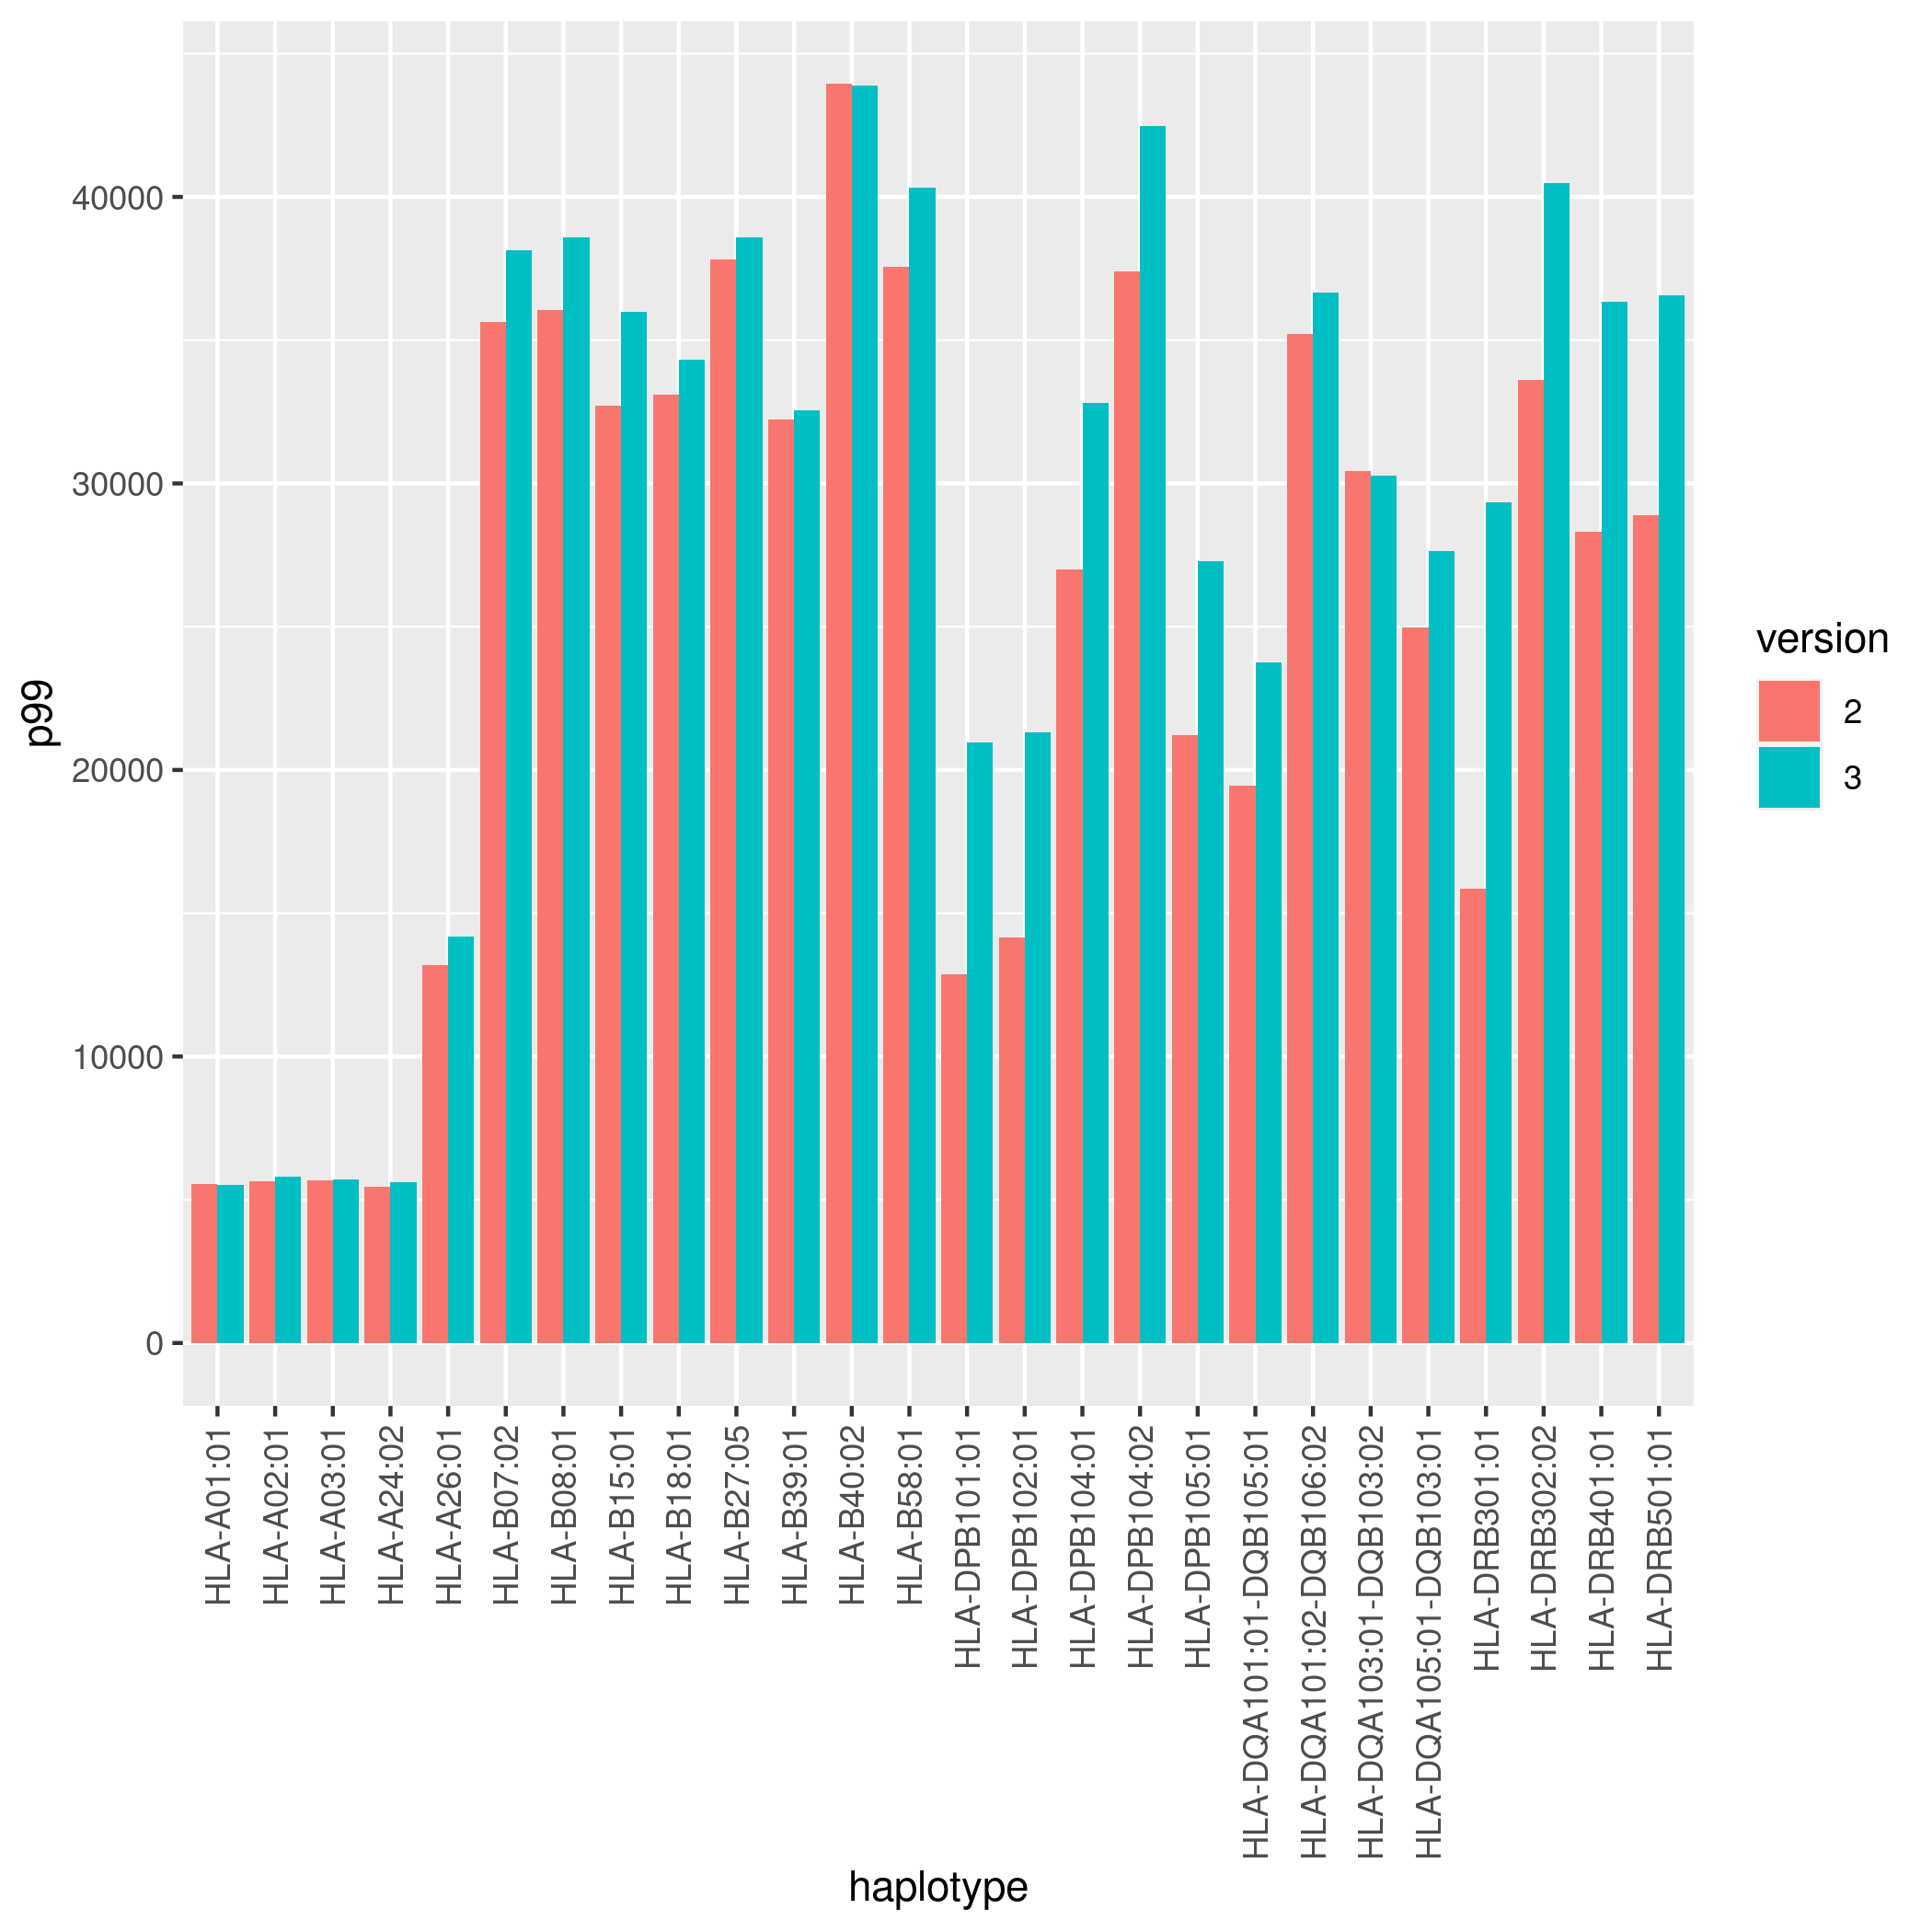 p99
40000
30000
20000
10000
0
HLA-A01:01
HLA-A02:01
HLA-A03:01
HLA-A24:02
HLA-A26:01
HLA-B07:02
HLA-B08:01
HLA-B15:01
HLA-B18:01
HLA-B27:05
HLA-B39:01
HLA-B40:02
HLA-B58:01
HLA-DPB101:01
HLA-DPB102:01
HLA-DPB104:01
HLA-DPB104:02
HLA-DPB105:01
HLA-DQA101:01-DQB105:01
HLA-DQA101:02-DQB106:02
HLA-DQA103:01-DQB103:02
HLA-DQA105:01-DQB103:01
HLA-DRB301:01
HLA-DRB302:02
HLA-DRB401:01
HLA-DRB501:01
haplotype
version
2
3